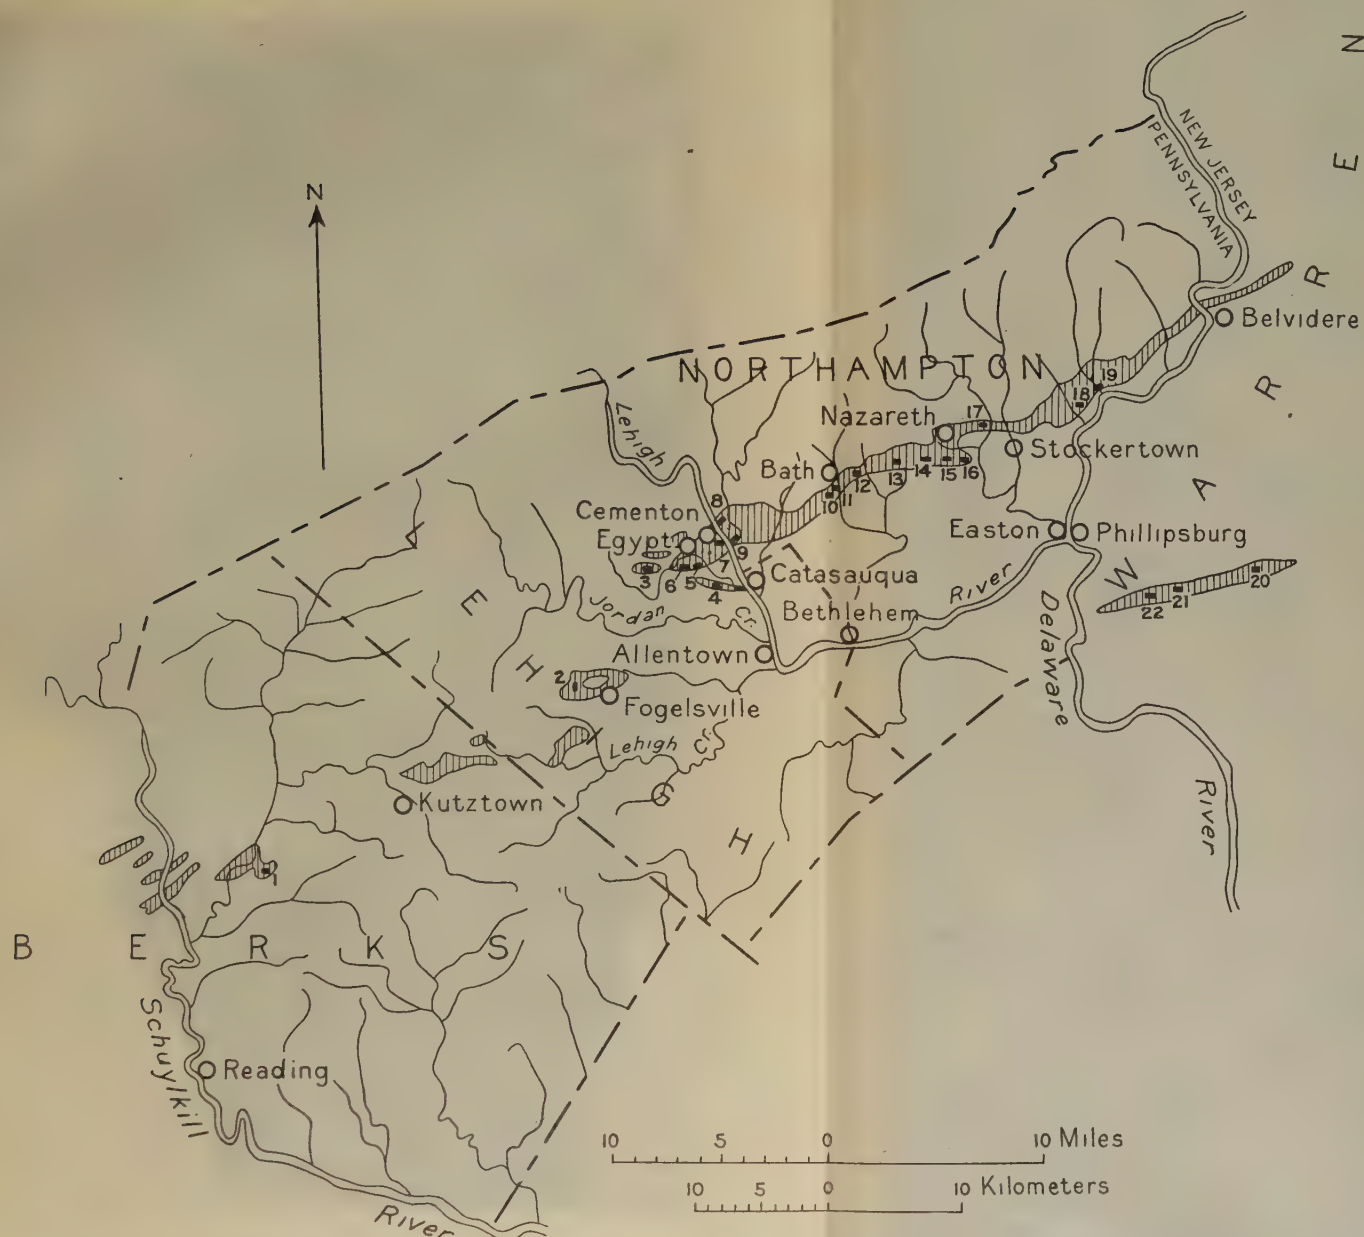 N
NEW JERSEY
PENNSYLVANIA
WARREN
Belvidere
NORTHAMPTON
19
18
17
Nazareth
Stockertown
Lehigh
Bath
12
13
14
15
16
10
11
8
Cementon
Egypt
9
7
3
6
5
4
Catasauqua
Easton
Phillipsburg
20
21
22
River
Delaware
River
Jordan Cr.
Bethlehem
LEHIGH
Allentown
2
Fogelsville
Lehigh Cr.
Kutztown
1
BERKS
Schuylkill
River
Reading
10 5 0 10 Miles
10 5 0 10 Kilometers